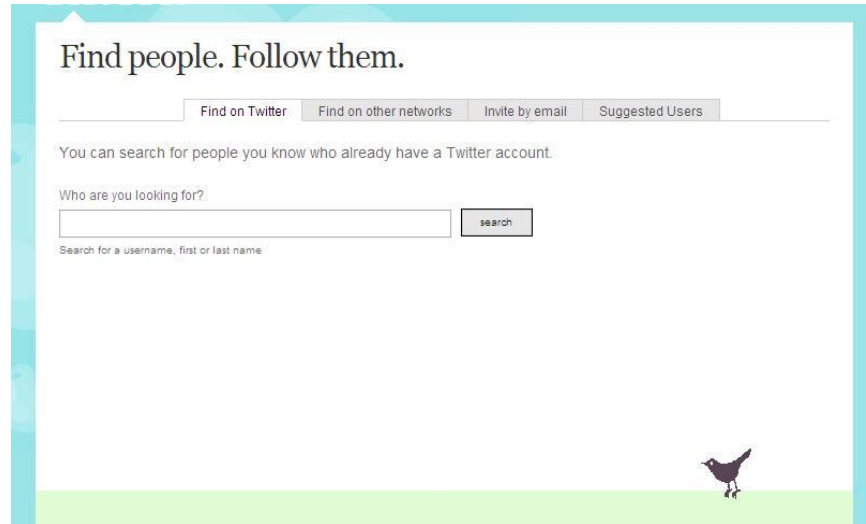 Find people. Follow them.
Find on Twitter Find on other networks Invite by email Suggested Users
You can search for people you know who already have a Twitter account.
Who are you looking for?
search
Search for a username, first or last name